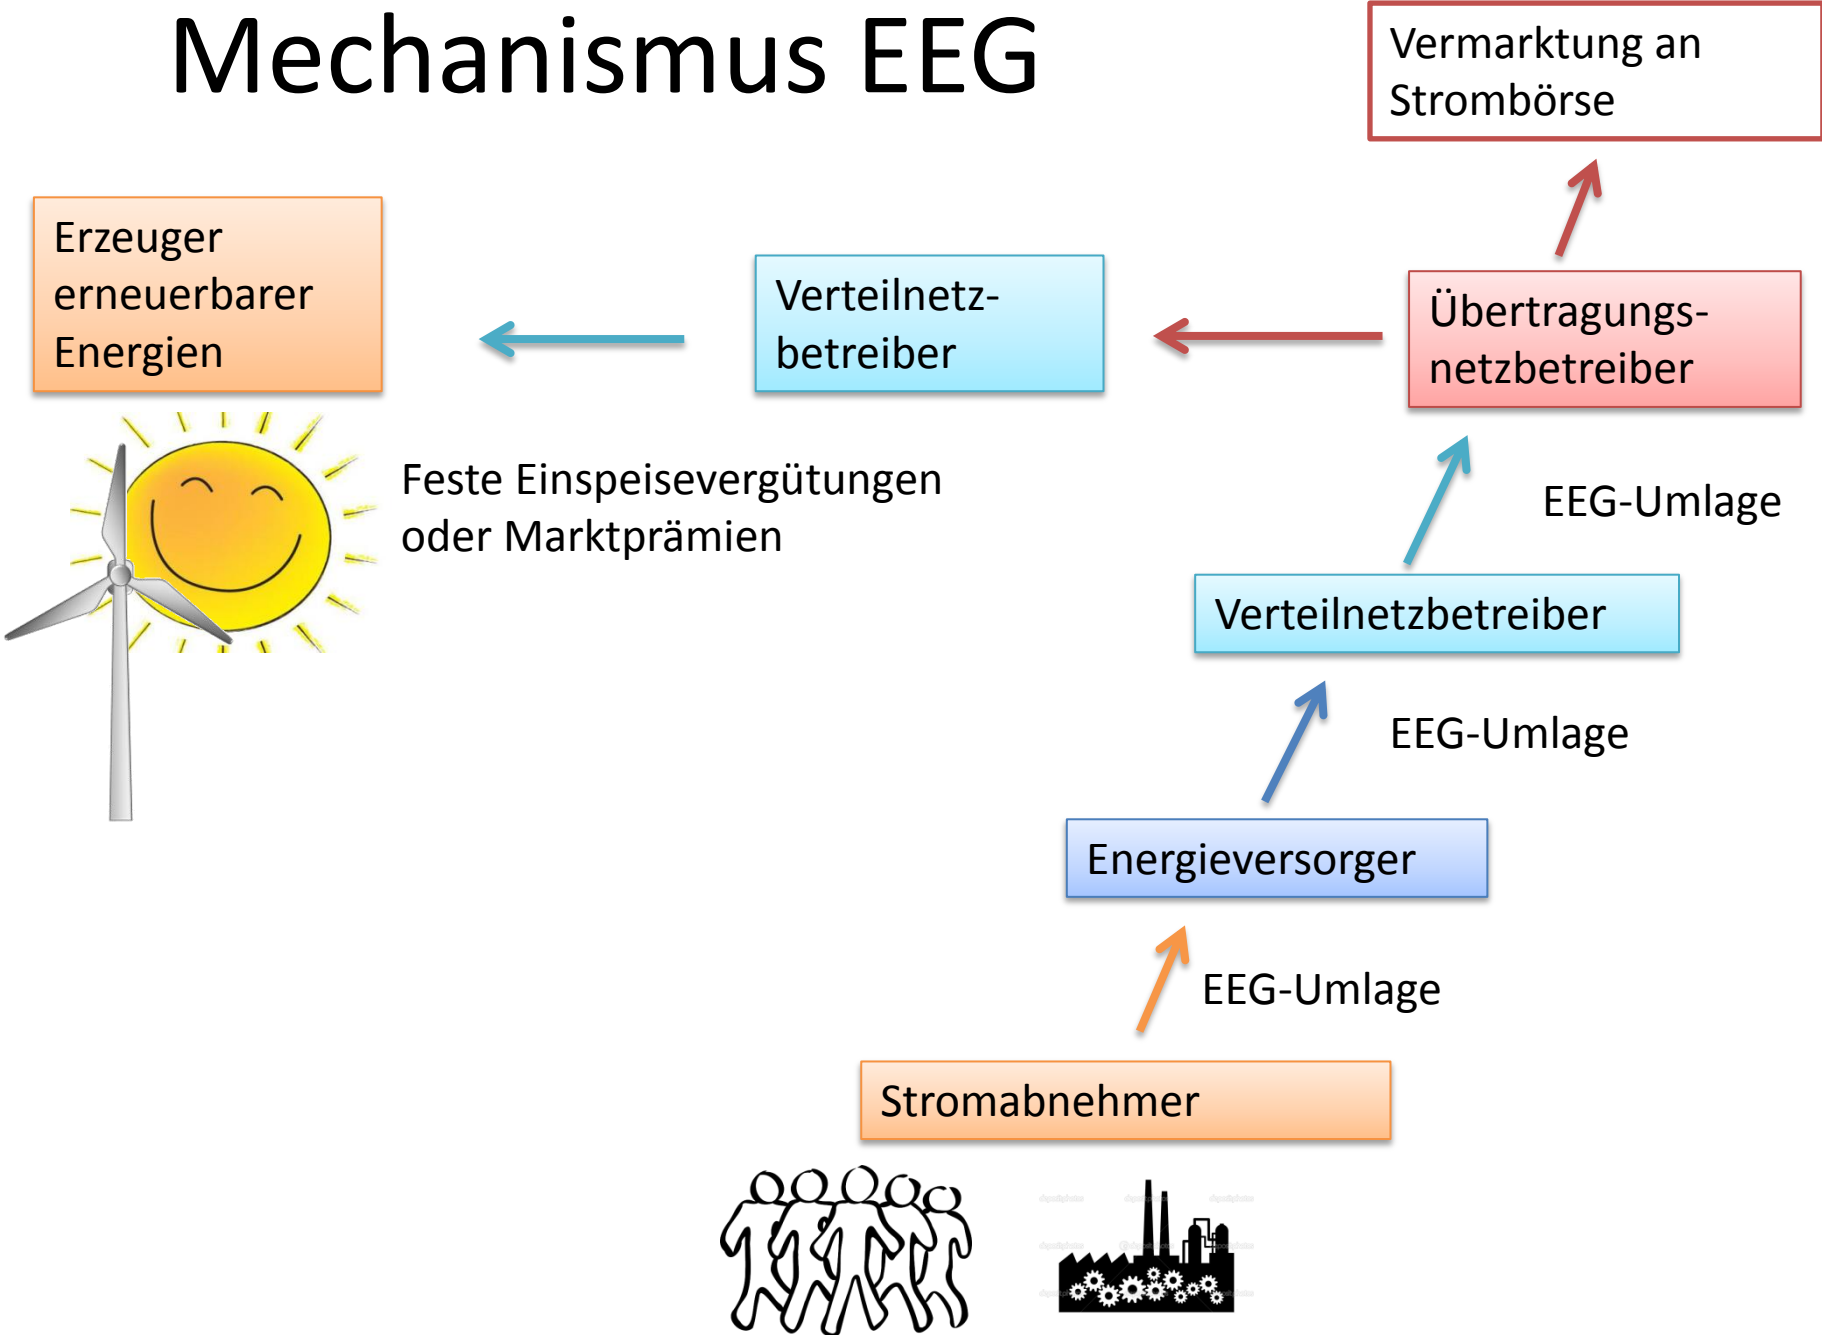 Mechanismus EEG
Vermarktung an
Strombörse
Erzeuger
erneuerbarer
Energien
Verteilnetz-
betreiber
Übertragungs-
netzbetreiber
Feste Einspeisevergütungen
oder Marktprämien
EEG-Umlage
Verteilnetzbetreiber
EEG-Umlage
Energieversorger
EEG-Umlage
Stromabnehmer